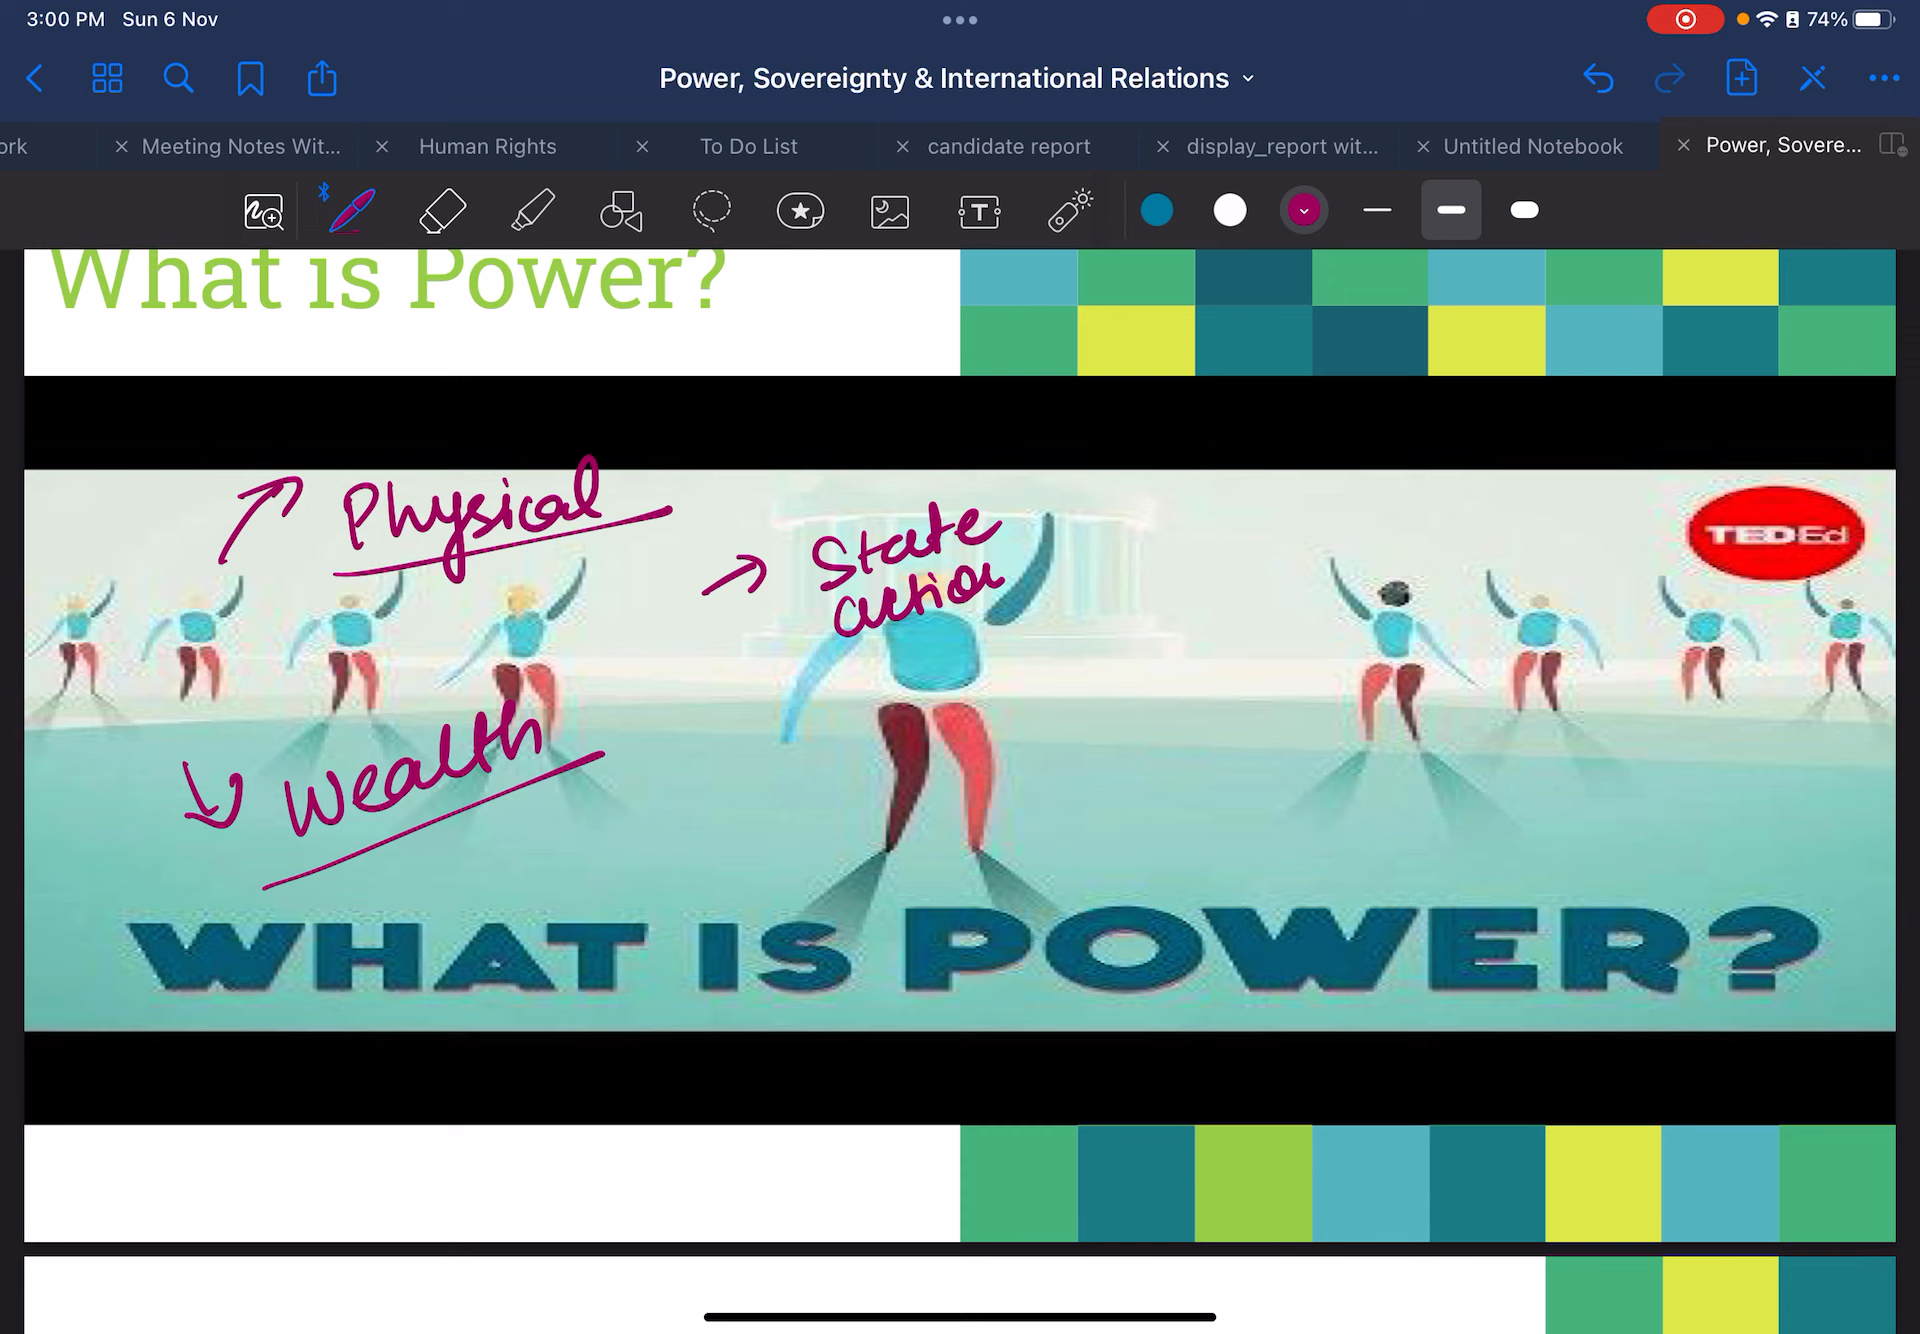 3:00 PM Sun 6 Nov
74%
Power, Sovereignty & International Relations
ork
Meeting Notes Wit...
Human Rights
To Do List
candidate report
display_report wit...
Untitled Notebook
Power, Sovere...
T
What is Power?
Physical
State
action
TEDEd
Wealth
WHAT IS POWER?